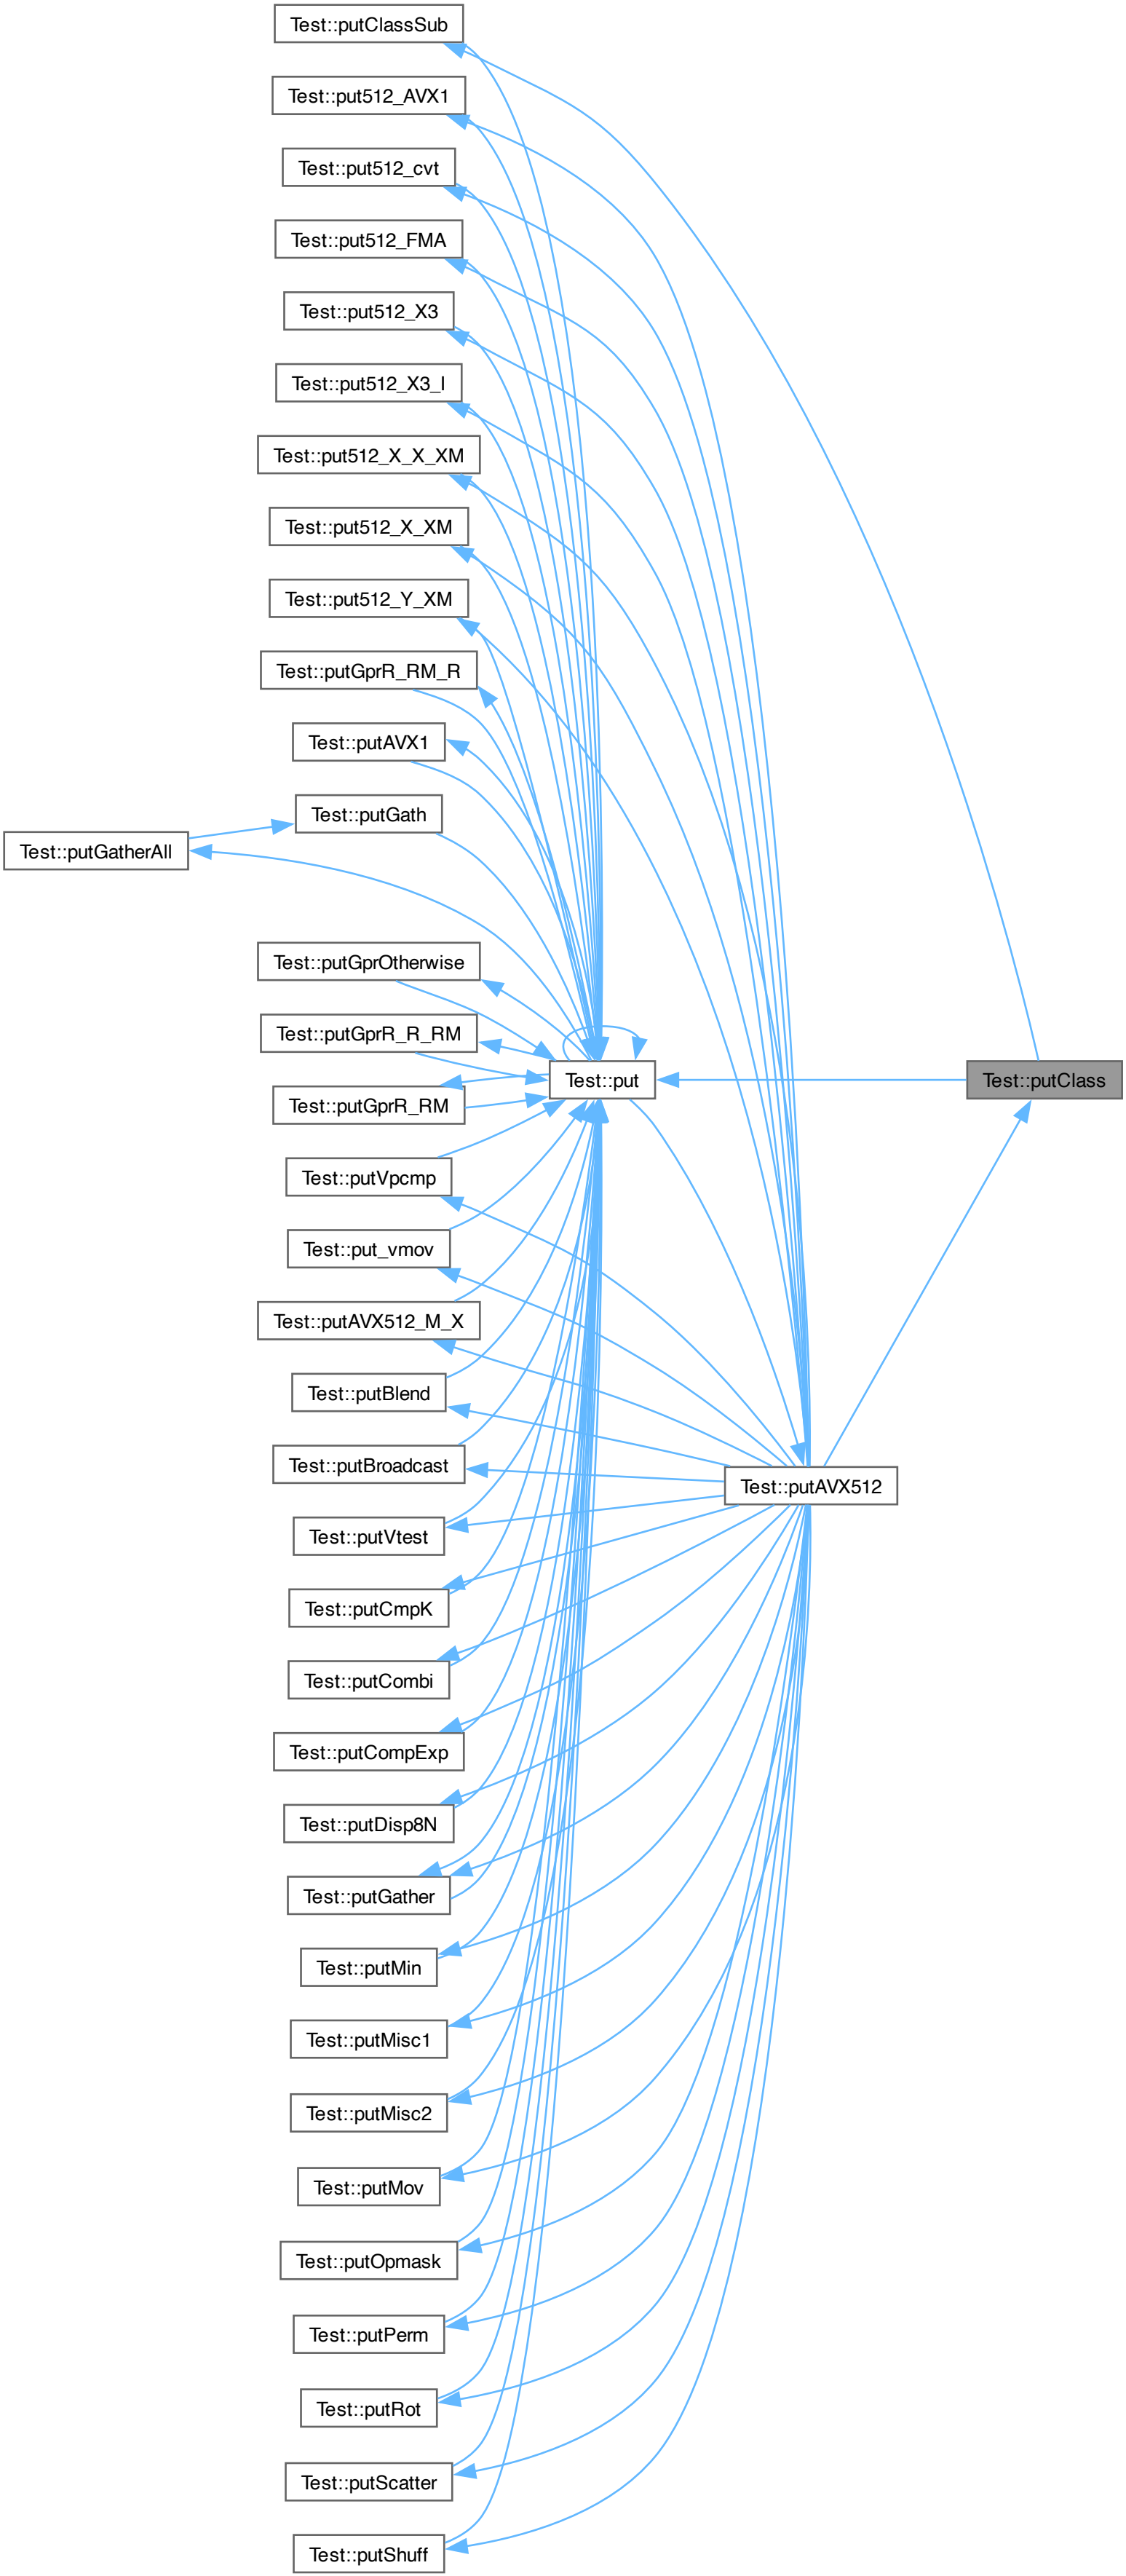 Test::putClassSub
Test::put512_AVX1
Test::put512_cvt
Test::put512_FMA
Test::put512_X3
Test::put512_X3_I
Test::put512_X_X_XM
Test::put512_X_XM
Test::put512_Y_XM
Test::putGprR_RM_R
Test::putAVX1
Test::putGath
Test::putGatherAll
Test::putGprOtherwise
Test::putGprR_R_RM
Test::put
Test::putClass
Test::putGprR_RM
Test::putVpcmp
Test::put_vmov
Test::putAVX512_M_X
Test::putBlend
Test::putBroadcast
Test::putAVX512
Test::putVtest
Test::putCmpK
Test::putCombi
Test::putCompExp
Test::putDisp8N
Test::putGather
Test::putMin
Test::putMisc1
Test::putMisc2
Test::putMov
Test::putOpmask
Test::putPerm
Test::putRot
Test::putScatter
Test::putShuff